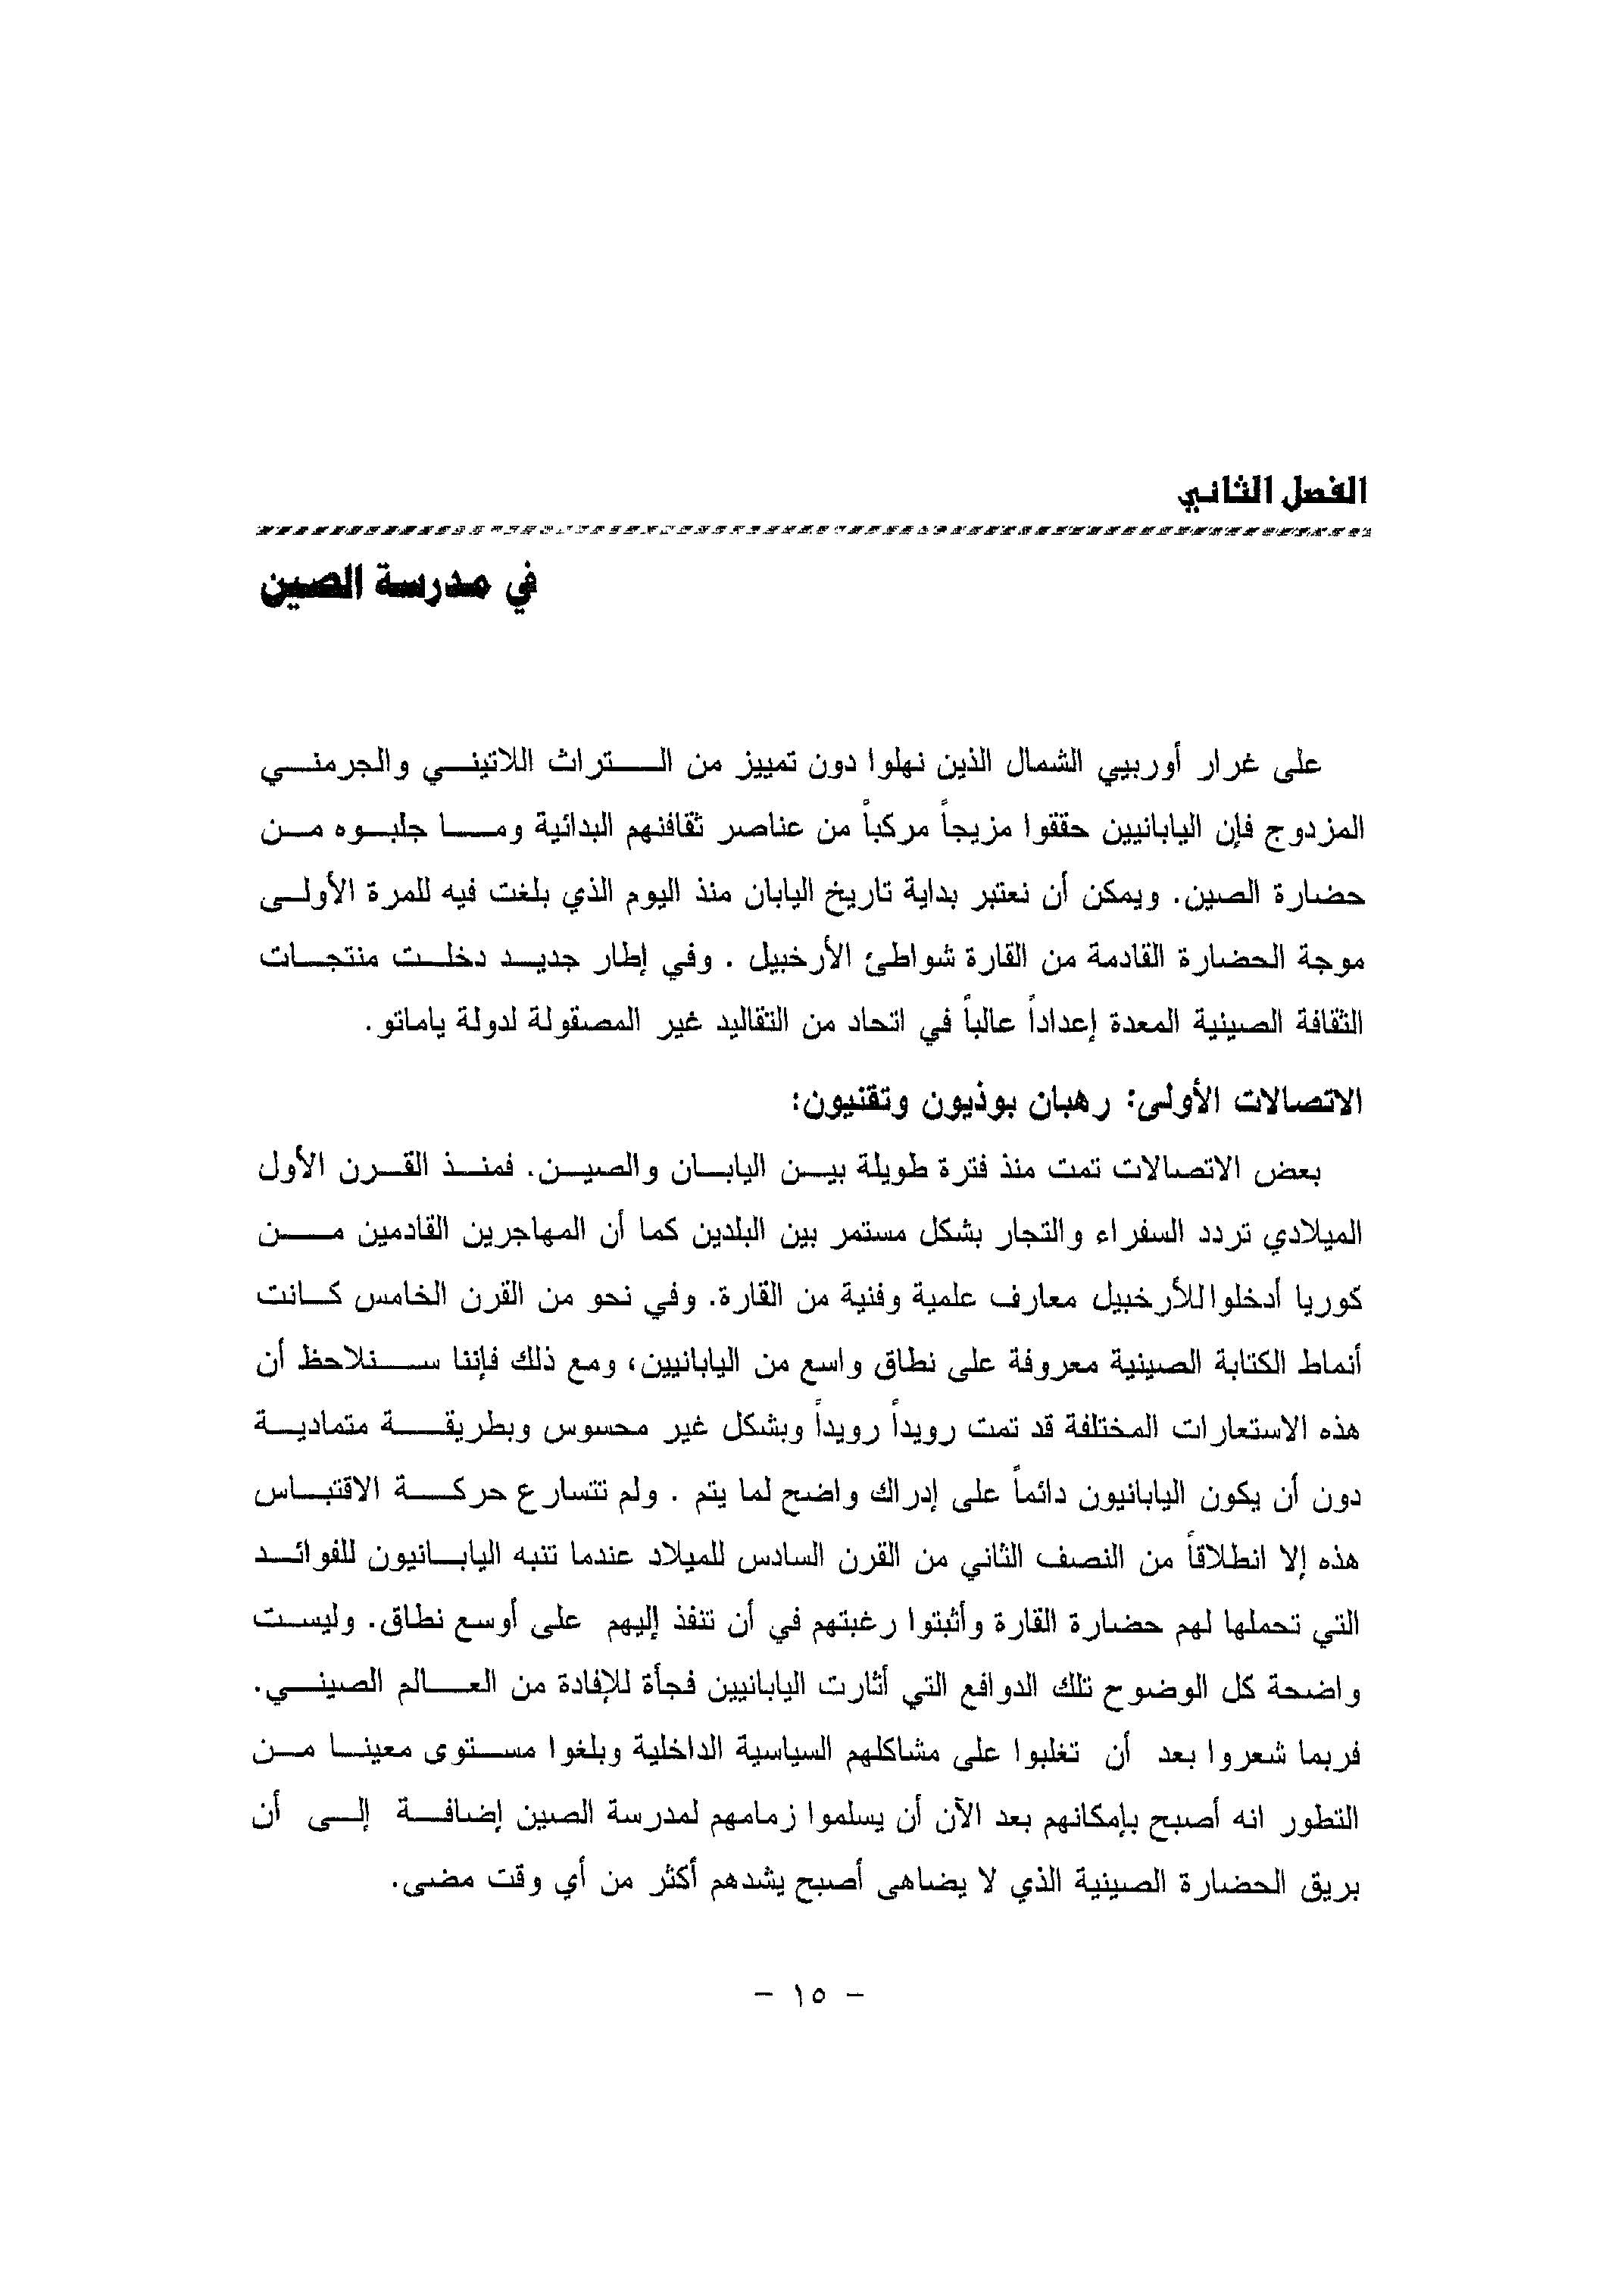 الفصل الثاني
في مدرسة الصين
على غرار أوربيي الشمال الذين نهلوا دون تمييز من التراث اللاتيني والجرمني
المزدوج فإن اليابانيين حققوا مزيجاً مركباً من عناصر ثقافتهم البدائية وما جلبوه من
حضارة الصين. ويمكن أن نعتبر بداية تاريخ اليابان منذ اليوم الذي بلغت فيه للمرة الأولى
موجة الحضارة القادمة من القارة شواطئ الأرخبيل . وفي إطار جديد دخلت منتجات
الثقافة الصينية المعدة إعداداً عالباً في اتحاد من التقاليد غير المصقولة لدولة ياماتو.
الاتصالات الأولى: رهبان بوذيون وتقنيون:
بعض الاتصالات تمت منذ فترة طويلة بين اليابان والصين. فمنذ القرن الأول
الميلادي تردد السفراء والتجار بشكل مستمر بين البلدين كما أن المهاجرين القادمين من
كوريا أدخلوا للأرخبيل معارف علمية وفنية من القارة. وفي نحو من القرن الخامس كانت
أنماط الكتابة الصينية معروفة على نطاق واسع من اليابانيين، ومع ذلك فإننا سنلاحظ أن
هذه الاستعارات المختلفة قد تمت رويداً رويداً وبشكل غير محسوس وبطريقة متمادية
دون أن يكون اليابانيون دائماً على إدراك واضح لما يتم . ولم تتسارع حركة الاقتباس
هذه إلا انطلاقاً من النصف الثاني من القرن السادس للميلاد عندما تنبه اليابانيون للفوائد
التي تحملها لهم حضارة القارة وأثبتوا رغبتهم في أن تنفذ إليهم على أوسع نطاق. وليست
واضحة كل الوضوح تلك الدوافع التي أثارت اليابانيين فجأة للإفادة من العالم الصيني.
فربما شعروا بعد أن تغلبوا على مشاكلهم السياسية الداخلية وبلغوا مستوى معينا من
التطور انه أصبح بإمكانهم بعد الآن أن يسلموا زمامهم لمدرسة الصين إضافة إلى أن
بريق الحضارة الصينية الذي لا يضاهى أصبح يشدهم أكثر من أي وقت مضى.
- ١٥ -